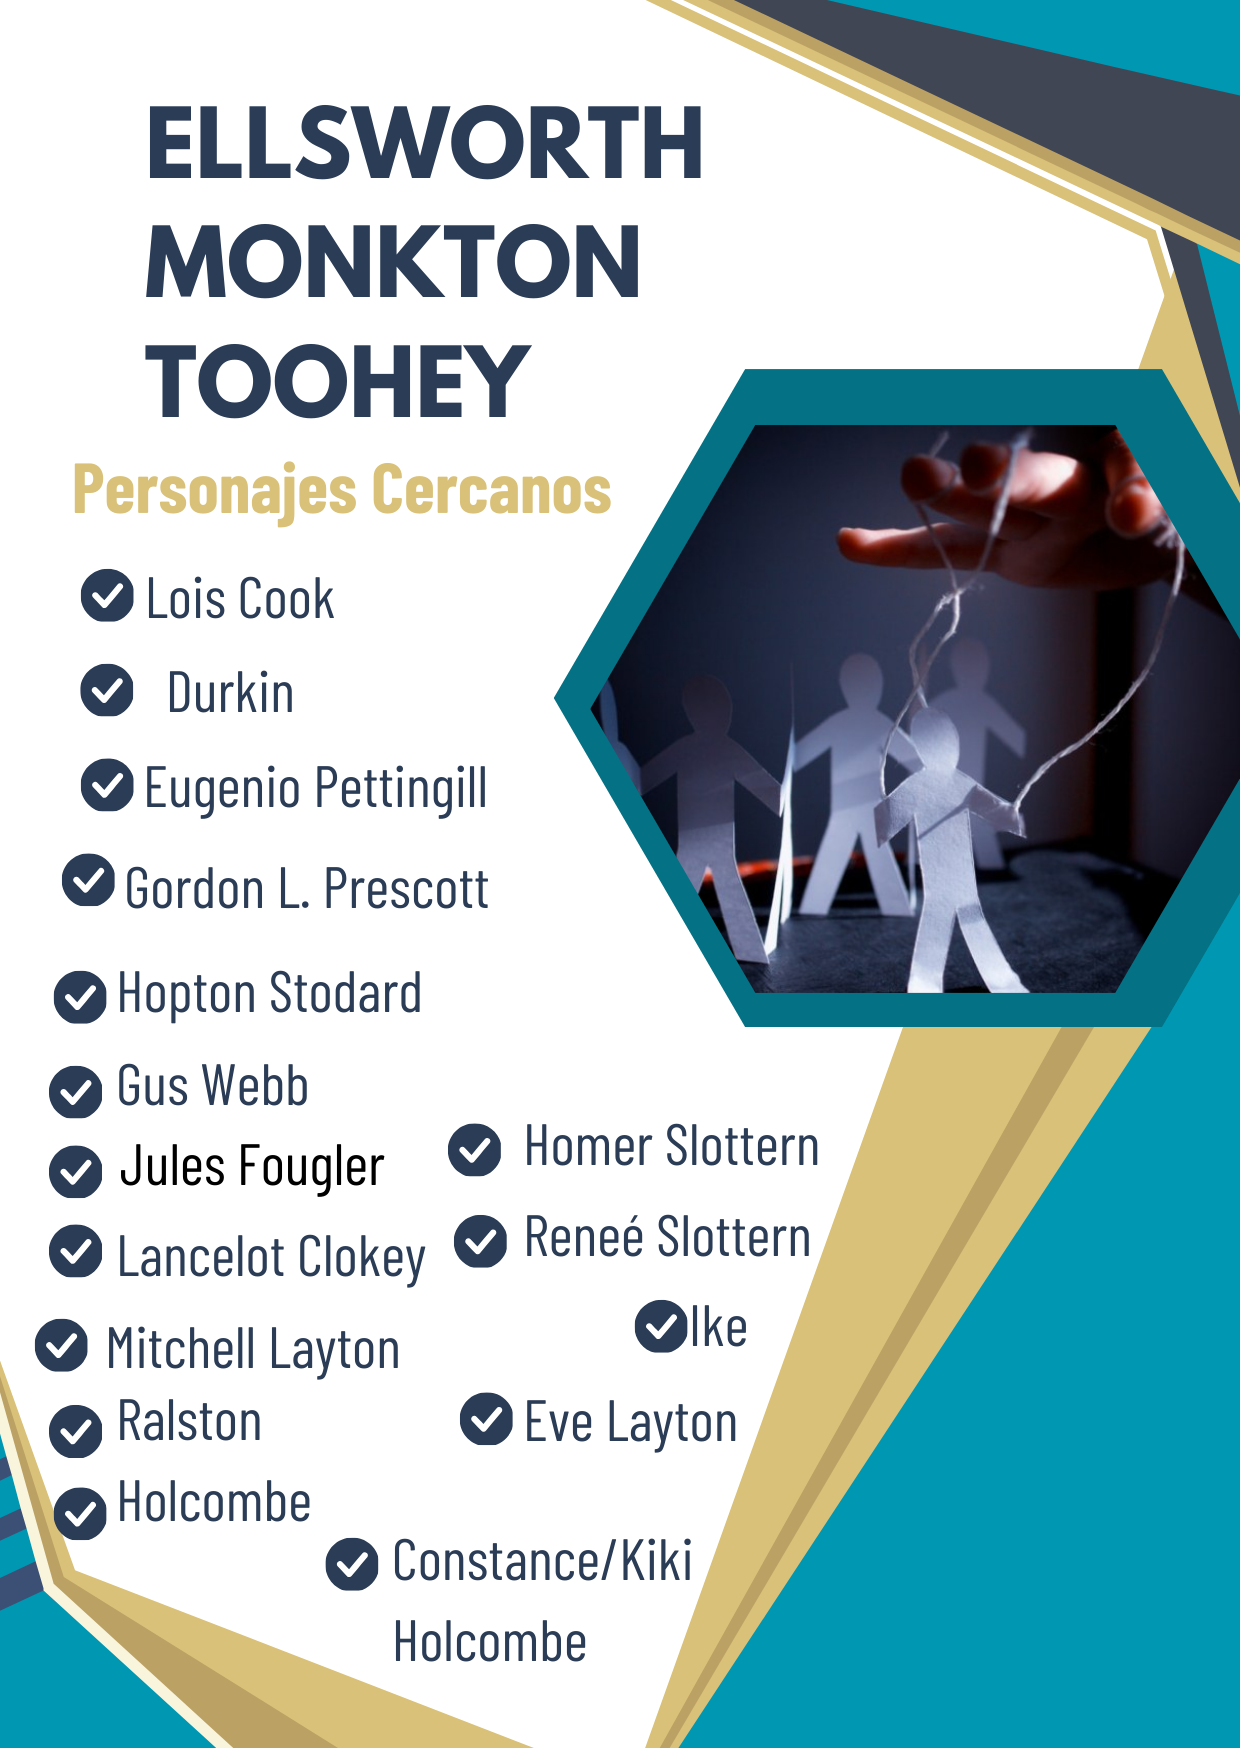 ELLSWORTH
MONKTON
TOOHEY
Personajes Cercanos
Lois Cook
Durkin
Eugenio Pettingill
Gordon L. Prescott
Hopton Stodard
Gus Webb
Jules Fougler
Lancelot Clokey
Mitchell Layton
Ralston
Holcombe
Homer Slottern
Reneé Slottern
Ike
Eve Layton
Constance/Kiki
Holcombe